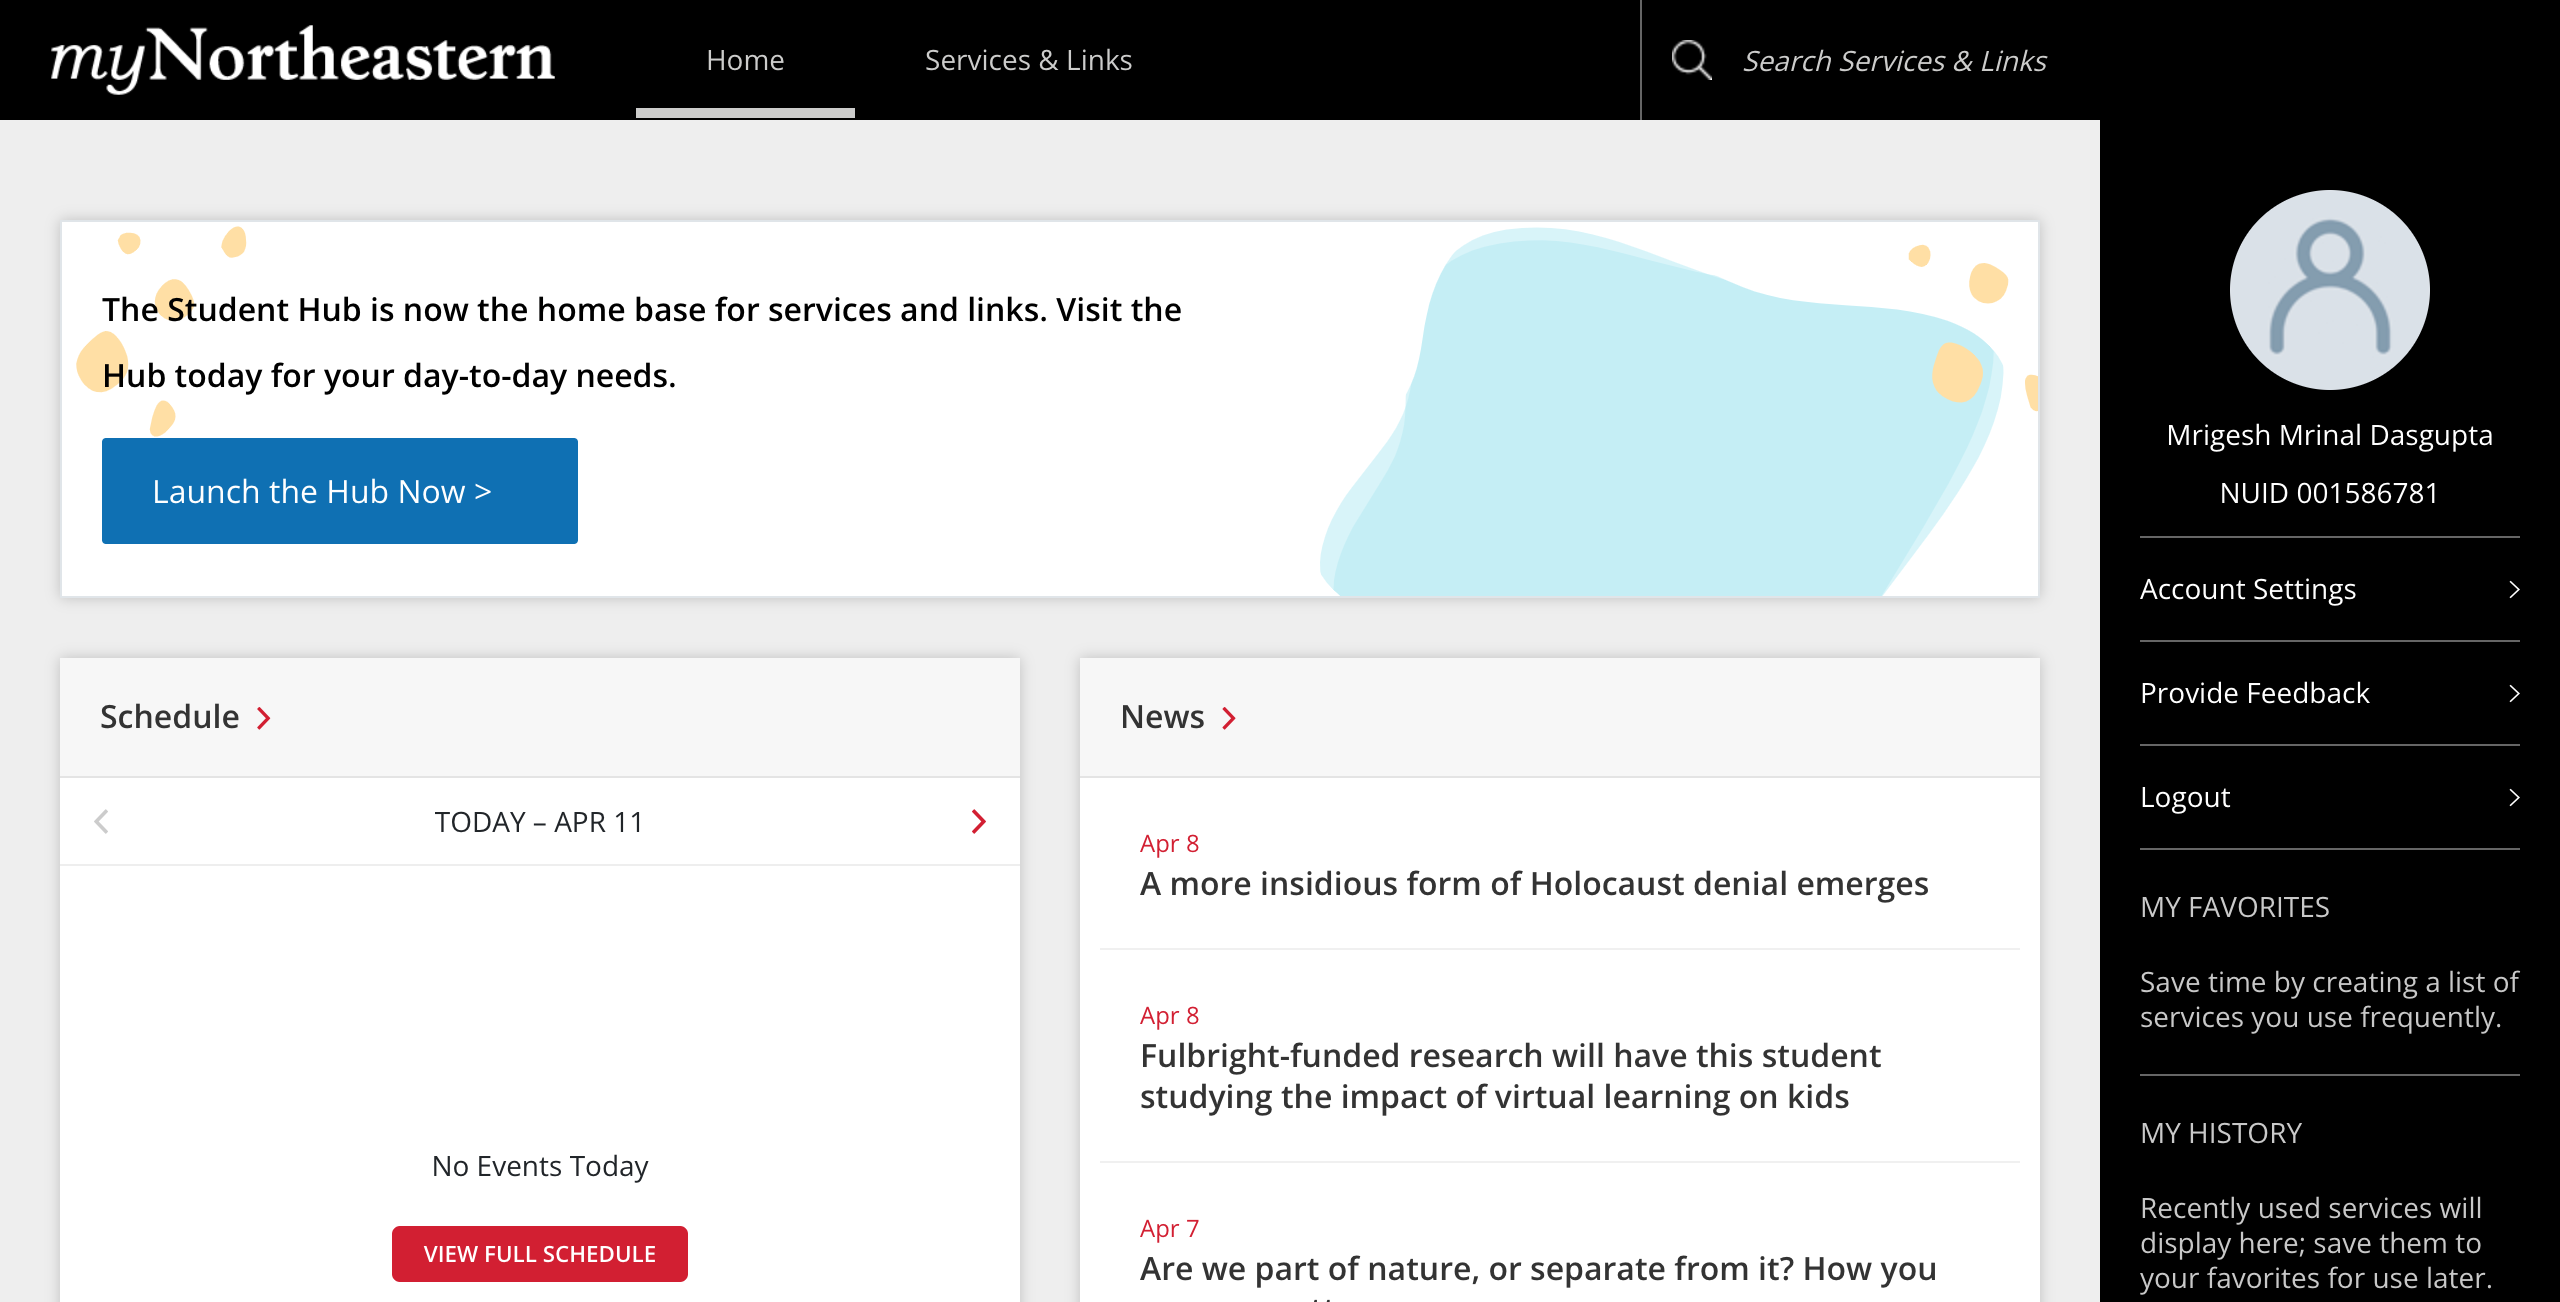 myNortheastern
Home
Services & Links
Search Services & Links
The Student Hub is now the home base for services and links. Visit the
Hub today for your day-to-day needs.
Launch the Hub Now >
Schedule
TODAY – APR 11
No Events Today
VIEW FULL SCHEDULE
News
Apr 8
A more insidious form of Holocaust denial emerges
Apr 8
Fulbright-funded research will have this student
studying the impact of virtual learning on kids
Apr 7
Are we part of nature, or separate from it? How you
Mrigesh Mrinal Dasgupta
NUID 001586781
Account Settings
Provide Feedback
Logout
MY FAVORITES
Save time by creating a list of
services you use frequently.
MY HISTORY
Recently used services will
display here; save them to
your favorites for use later.